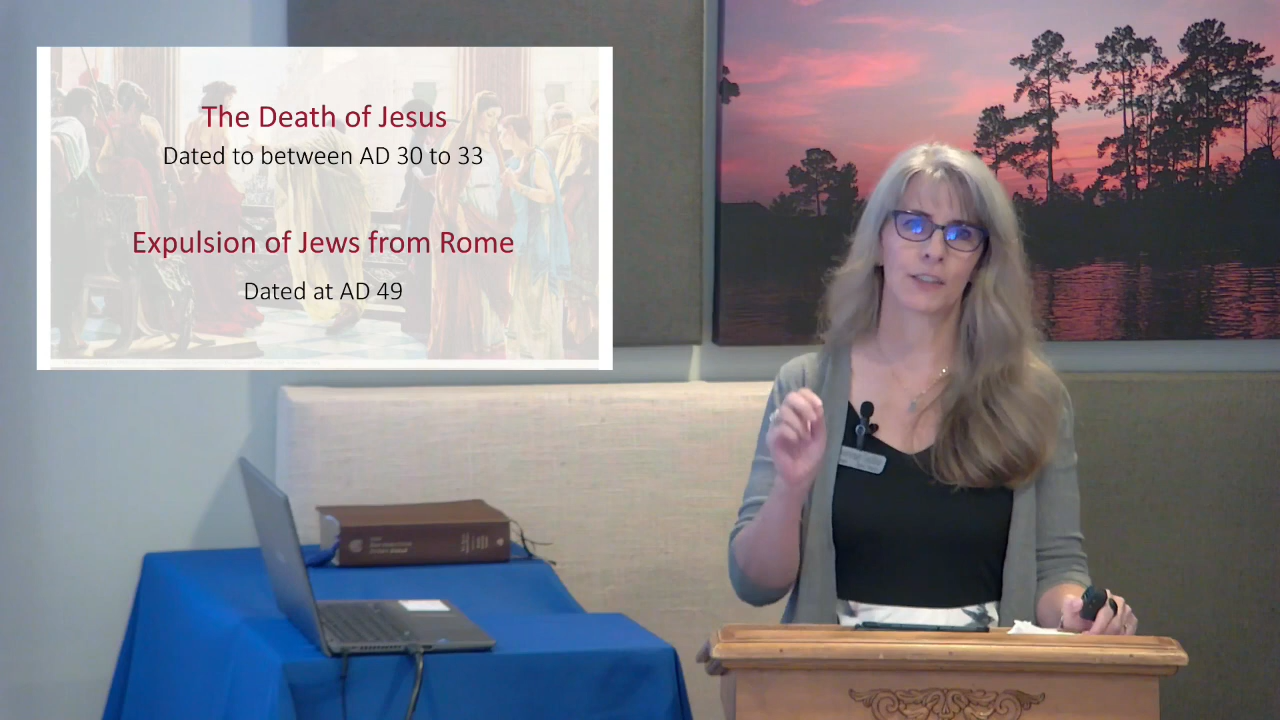 The Death of Jesus
Dated to between AD 30 to 33
Expulsion of Jews from Rome
Dated at AD 49